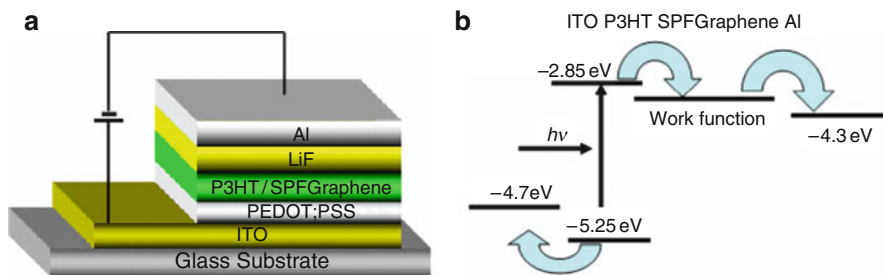 a
Al
LiF
P3HT/SPFGraphene
PEDOT;PSS
ITO
Glass Substrate
b
ITO P3HT SPFGraphene Al
−2.85 eV
Work function
−4.3 eV
hν
−4.7eV
−5.25 eV